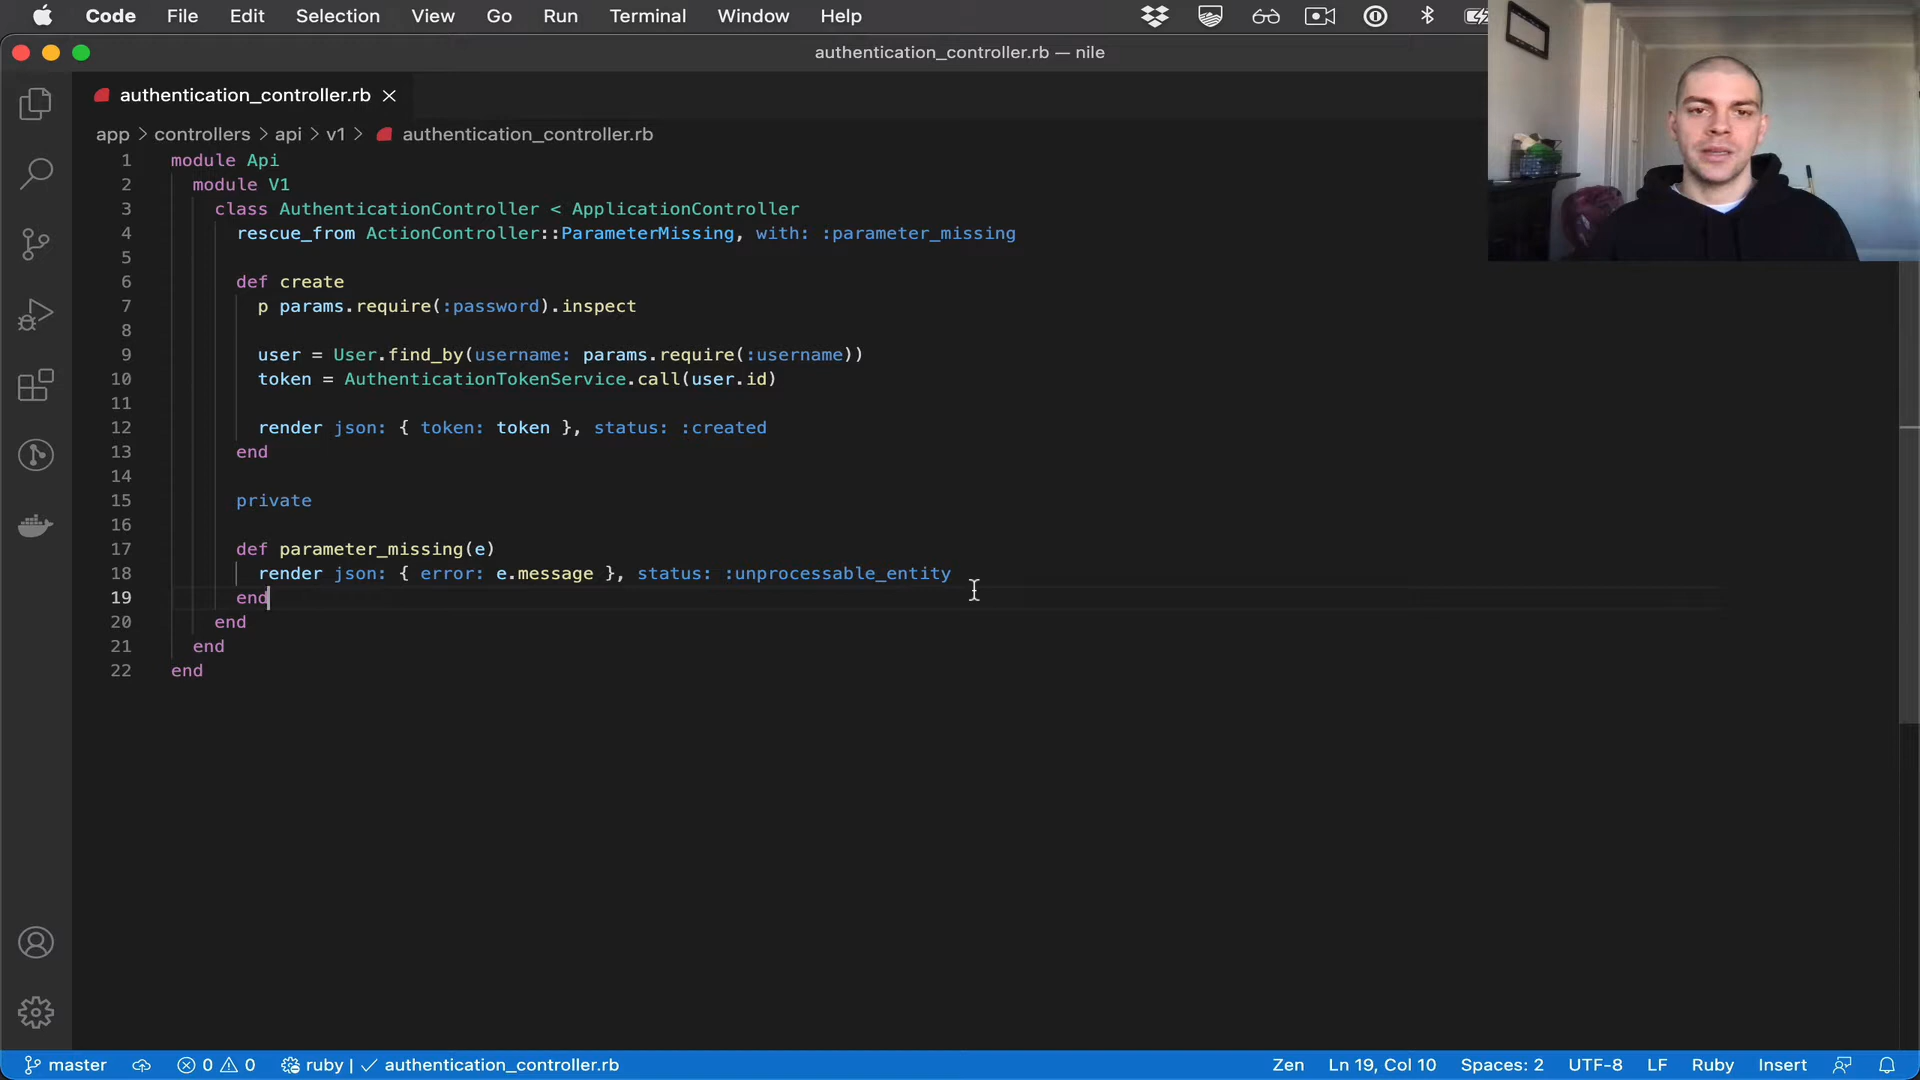 Code File Edit Selection View Go Run Terminal Window Help
authentication_controller.rb — nile
authentication_controller.rb
app > controllers > api > v1 > authentication_controller.rb
1 module Api
2 module V1
3 class AuthenticationController < ApplicationController
4 rescue_from ActionController::ParameterMissing, with: :parameter_missing
5
6 def create
7 p params.require(:password).inspect
8
9 user = User.find_by(username: params.require(:username))
10 token = AuthenticationTokenService.call(user.id)
11
12 render json: { token: token }, status: :created
13 end
14
15 private
16
17 def parameter_missing(e)
18 render json: { error: e.message }, status: :unprocessable_entity
19 end
20 end
21 end
22 end
master 0 0 ruby | authentication_controller.rb Zen Ln 19, Col 10 Spaces: 2 UTF-8 LF Ruby Insert